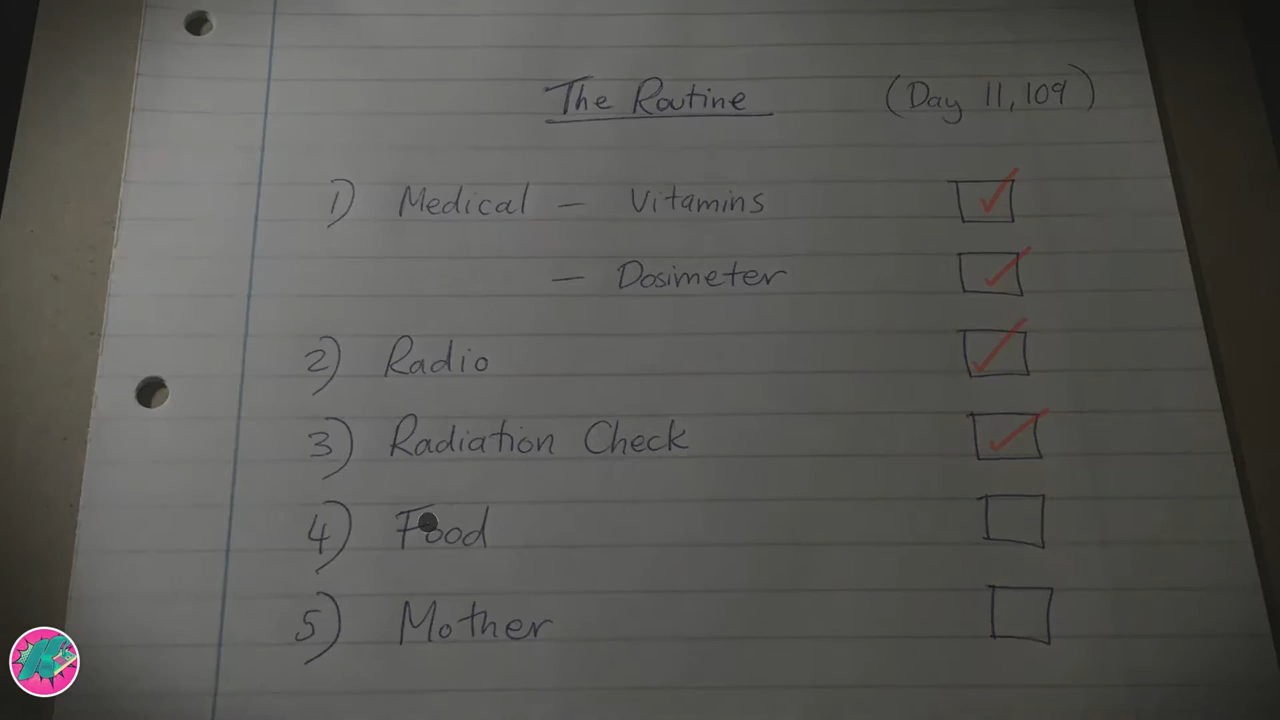 The Routine (Day 11,109)
1) Medical - Vitamins
- Dosimeter
2) Radio
3) Radiation Check
4) Food
5) Mother